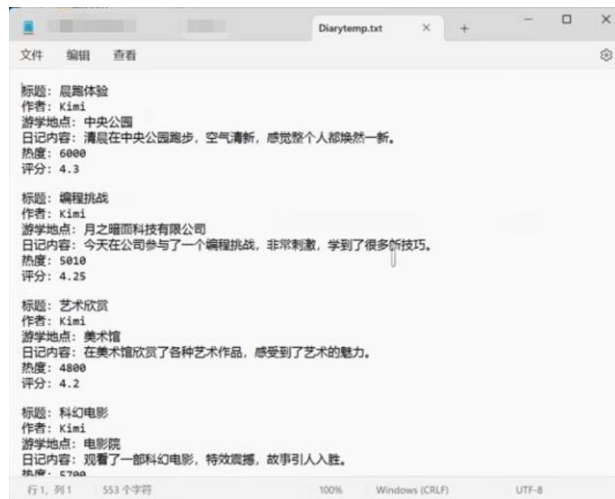 Diarytemp.txt
文件 编辑 查看
标题: 晨跑体验
作者: Kimi
游学地点: 中央公园
日记内容: 清晨在中央公园跑步，空气清新，感觉整个人都焕然一新。
热度: 6000
评分: 4.3
标题: 编程挑战
作者: Kimi
游学地点: 月之暗面科技有限公司
日记内容: 今天在公司参与了一个编程挑战，非常刺激，学到了很多新技巧。
热度: 5010
评分: 4.25
标题: 艺术欣赏
作者: Kimi
游学地点: 美术馆
日记内容: 在美术馆欣赏了各种艺术作品，感受到了艺术的魅力。
热度: 4800
评分: 4.2
标题: 科幻电影
作者: Kimi
游学地点: 电影院
日记内容: 观看了一部科幻电影，特效震撼，故事引人入胜。
热度: 5700
行 1, 列 1 553 个字符 100% Windows (CRLF) UTF-8